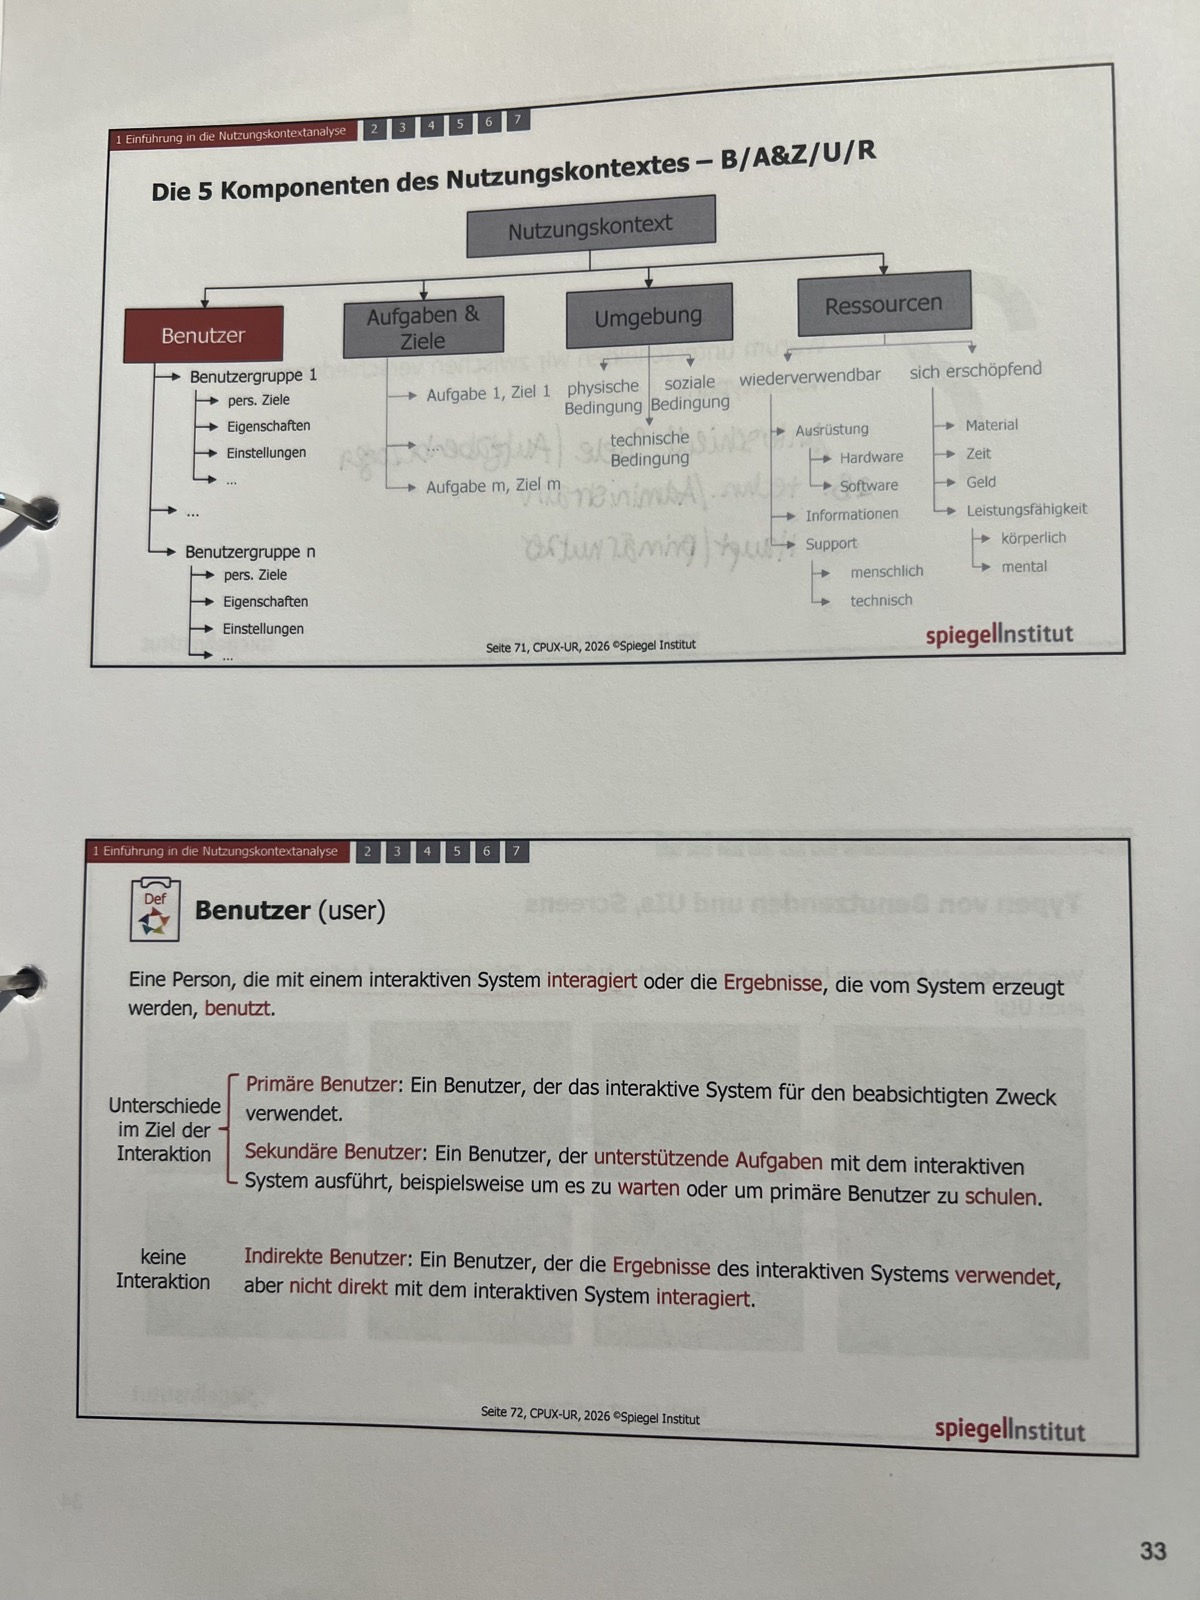 1 Einführung in die Nutzungskontextanalyse 2 3 4 5 6 7
Die 5 Komponenten des Nutzungskontextes – B/A&Z/U/R
Nutzungskontext
Benutzer
Benutzergruppe 1
pers. Ziele
Eigenschaften
Einstellungen
...
...
Benutzergruppe n
pers. Ziele
Eigenschaften
Einstellungen
...
Aufgaben &
Ziele
Aufgabe 1, Ziel 1
...
Aufgabe m, Ziel m
Umgebung
physische
Bedingung
soziale
Bedingung
technische
Bedingung
Ressourcen
wiederverwendbar
Ausrüstung
Hardware
Software
Informationen
Support
menschlich
technisch
sich erschöpfend
Material
Zeit
Geld
Leistungsfähigkeit
körperlich
mental
Seite 71, CPUX-UR, 2026 ©Spiegel Institut
spiegelInstitut
1 Einführung in die Nutzungskontextanalyse 2 3 4 5 6 7
Def
Benutzer (user)
Eine Person, die mit einem interaktiven System interagiert oder die Ergebnisse, die vom System erzeugt
werden, benutzt.
Unterschiede
im Ziel der
Interaktion
Primäre Benutzer: Ein Benutzer, der das interaktive System für den beabsichtigten Zweck
verwendet.
Sekundäre Benutzer: Ein Benutzer, der unterstützende Aufgaben mit dem interaktiven
System ausführt, beispielsweise um es zu warten oder um primäre Benutzer zu schulen.
keine
Interaktion
Indirekte Benutzer: Ein Benutzer, der die Ergebnisse des interaktiven Systems verwendet,
aber nicht direkt mit dem interaktiven System interagiert.
Seite 72, CPUX-UR, 2026 ©Spiegel Institut
spiegelInstitut
33